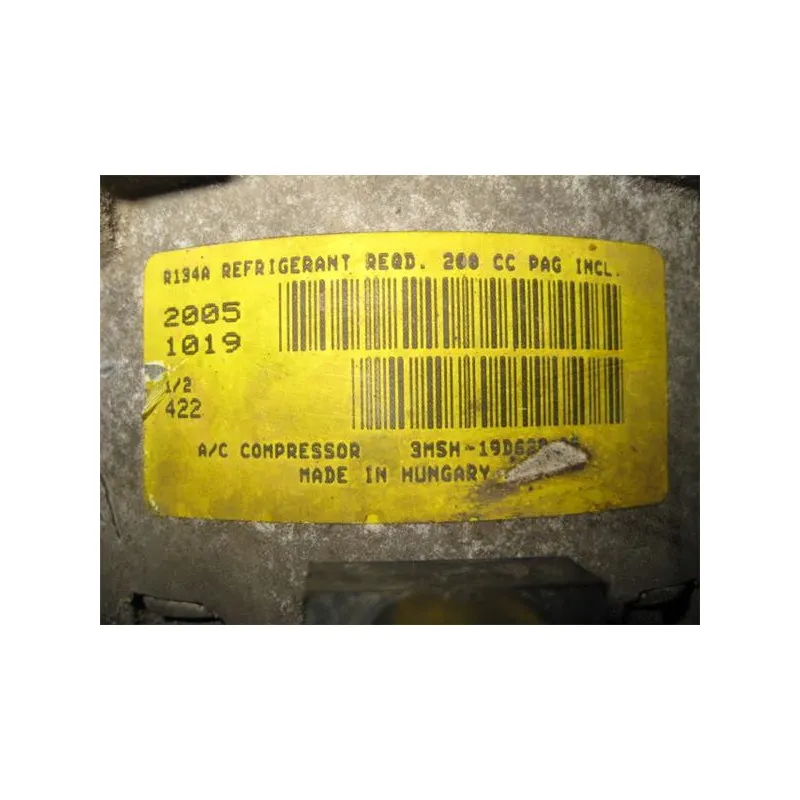 R134A REFRIGERANT REQD. 200 CC PAG INCL.
2005
1019
1/2
422
A/C COMPRESSOR
MADE IN HUNGARY